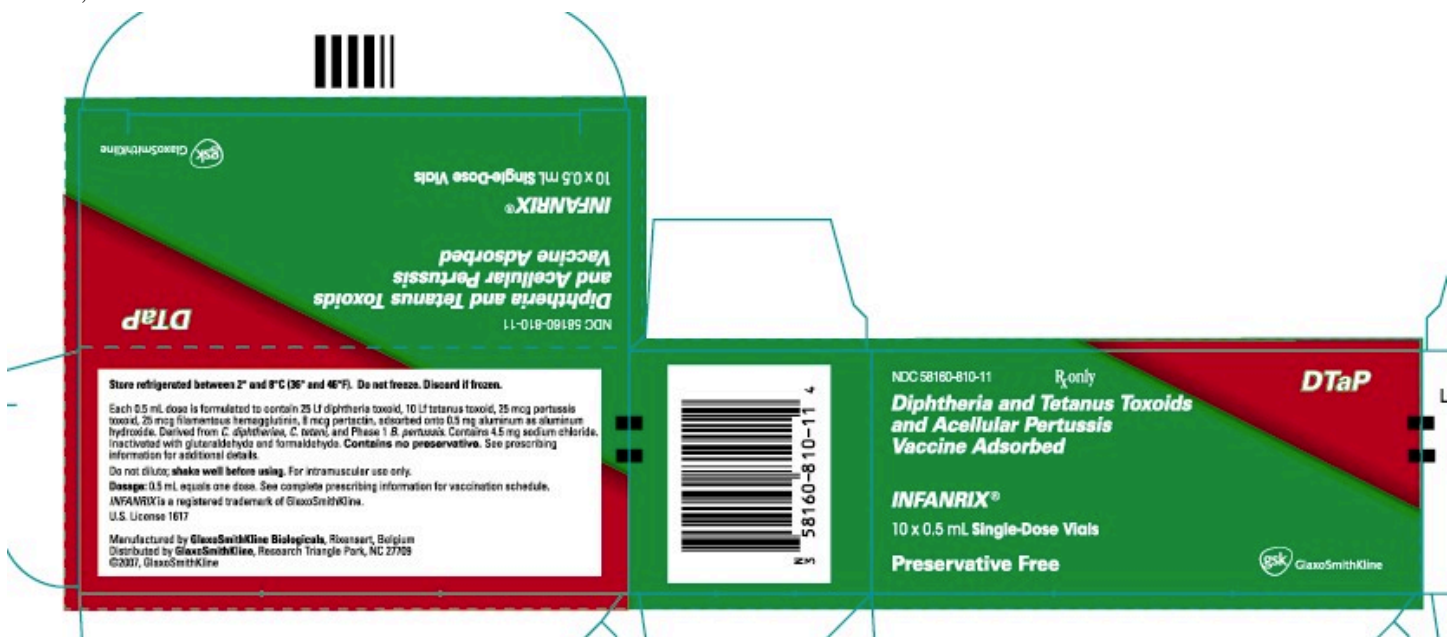 gsk GlaxoSmithKline
10 x 0.5 mL Single-Dose Vials
INFANRIX®
Vaccine Adsorbed
and Acellular Pertussis
Diphtheria and Tetanus Toxoids
NDC 58160-810-11
DTaP
Store refrigerated between 2° and 8°C (36° and 46°F). Do not freeze. Discard if frozen.
Each 0.5 mL dose is formulated to contain 25 Lf diphtheria toxoid, 10 Lf tetanus toxoid, 25 mcg pertussis
toxoid, 25 mcg filamentous hemagglutinin, 8 mcg pertactin, adsorbed onto 0.5 mg aluminum as aluminum
hydroxide. Derived from C. diphtheriae, C. tetani, and Phase 1 B. pertussis. Contains 4.5 mg sodium chloride.
Inactivated with gluteraldehyde and formaldehyde. Contains no preservative. See prescribing
information for additional details.
Do not dilute; shake well before using. For intramuscular use only.
Dosage: 0.5 mL equals one dose. See complete prescribing information for vaccination schedule.
INFANRIX is a registered trademark of GlaxoSmithKline.
U.S. License 1617
Manufactured by GlaxoSmithKline Biologicals, Rixensart, Belgium
Distributed by GlaxoSmithKline, Research Triangle Park, NC 27709
©2007, GlaxoSmithKline
N3 58160-810-11 4
NDC 58160-810-11 Rx only
DTaP
Diphtheria and Tetanus Toxoids
and Acellular Pertussis
Vaccine Adsorbed
INFANRIX®
10 x 0.5 mL Single-Dose Vials
Preservative Free
gsk GlaxoSmithKline
L